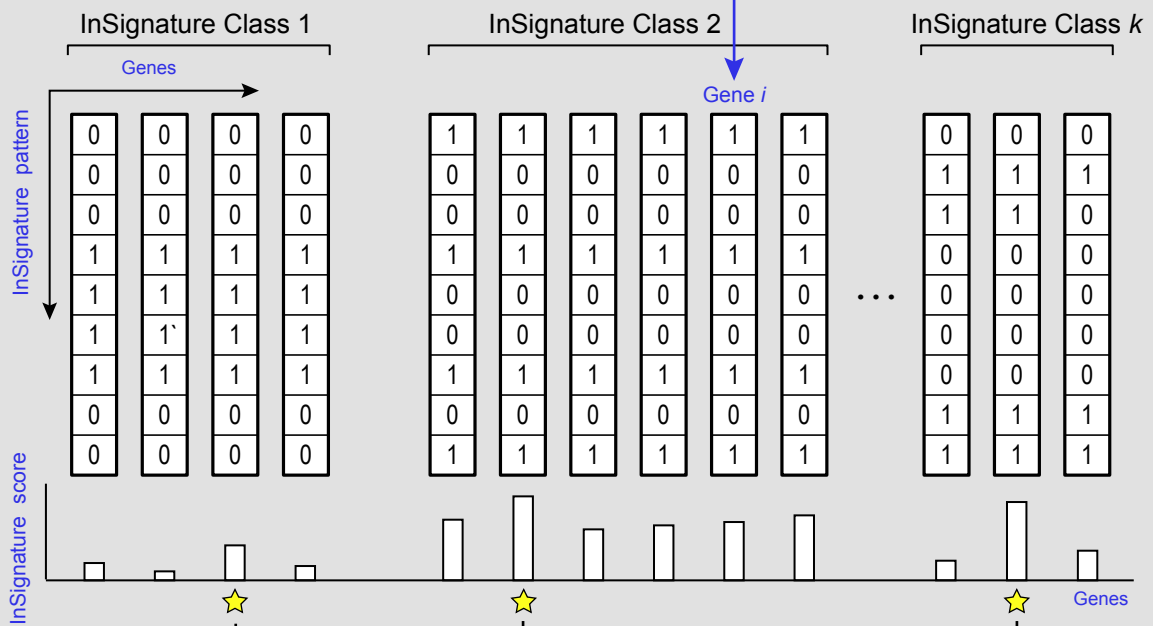 InSignature Class 1 InSignature Class 2 InSignature Class k
Genes
Gene i
InSignature pattern
0 0 0 0 1 1 1 1 1 1 0 0 0
0 0 0 0 0 0 0 0 0 0 1 1 1
0 0 0 0 0 0 0 0 0 0 1 1 0
1 1 1 1 1 1 1 1 1 1 0 0 0
1 1 1 1 0 0 0 0 0 0 ... 0 0 0
1 1` 1 1 0 0 0 0 0 0 0 0 0
1 1 1 1 1 1 1 1 1 1 0 0 0
0 0 0 0 0 0 0 0 0 0 1 1 1
0 0 0 0 1 1 1 1 1 1 1 1 1
InSignature score
Genes